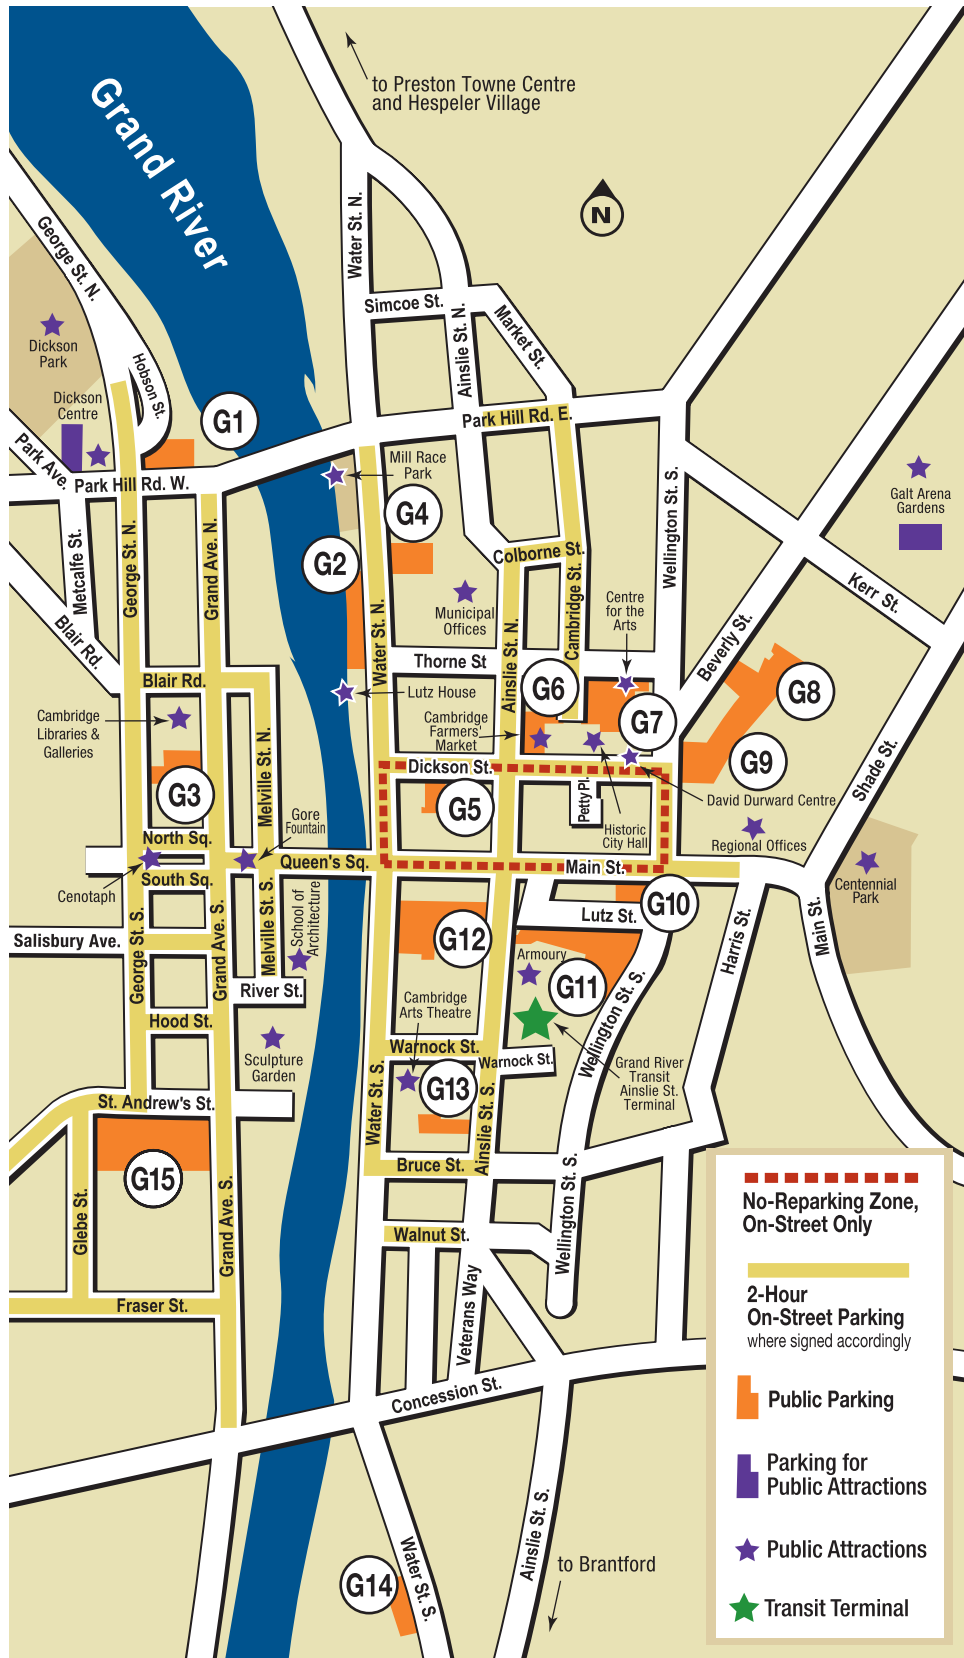 to Preston Towne Centre
and Hespeler Village
Grand River
N
Water St. N.
George St. N.
Simcoe St.
Market St.
Ainslie St. N.
Dickson
Park
Hobson St.
Dickson
Centre
G1
Park Hill Rd. E.
Park Ave.
Park Hill Rd. W.
Mill Race
Park
Galt Arena
Gardens
G4
Metcalfe St.
George St. N.
Grand Ave. N.
Wellington St. S.
G2
Colborne St.
Kerr St.
Cambridge St.
Municipal
Offices
Centre
for the
Arts
Blair Rd.
Water St. N.
Ainslie St. N.
Beverly St.
Thorne St
Blair Rd.
Lutz House
G6
G8
Cambridge
Libraries &
Galleries
Cambridge
Farmers'
Market
G7
Melville St. N.
Dickson St.
G9
Shade St.
G3
G5
Petty Pl.
David Durward Centre
Gore
Fountain
Historic
City Hall
Regional Offices
North Sq.
Queen's Sq.
Main St.
Cenotaph
South Sq.
Centennial
Park
School of
Architecture
G10
Lutz St.
Salisbury Ave.
George St. S.
Grand Ave. S.
Melville St. S.
G12
Armoury
Harris St.
Main St.
River St.
G11
Cambridge
Arts Theatre
Wellington St. S.
Hood St.
Sculpture
Garden
Warnock St.
Warnock St.
Grand River
Transit
Ainslie St.
Terminal
St. Andrew's St.
G13
Water St. S.
Ainslie St. S.
G15
Bruce St.
Glebe St.
Grand Ave. S.
Walnut St.
Wellington St. S.
Fraser St.
Veterans Way
Concession St.
Water St. S.
Ainslie St. S.
G14
to Brantford
No-Reparking Zone,
On-Street Only
2-Hour
On-Street Parking
where signed accordingly
Public Parking
Parking for
Public Attractions
Public Attractions
Transit Terminal